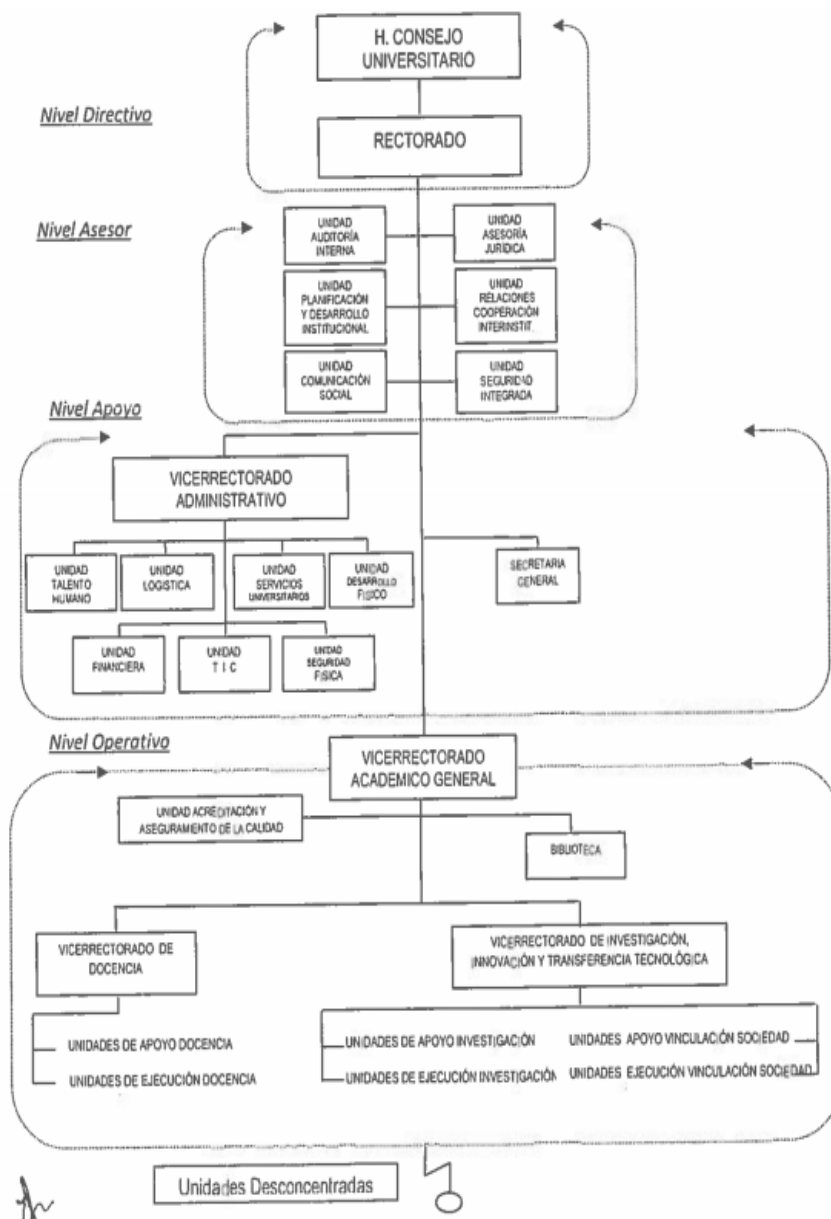 H. CONSEJO
UNIVERSITARIO
Nivel Directivo
RECTORADO
Nivel Asesor
UNIDAD
AUDITORÍA
INTERNA
UNIDAD
ASESORÍA
JURÍDICA
UNIDAD
PLANIFICACIÓN
Y DESARROLLO
INSTITUCIONAL
UNIDAD
RELACIONES
COOPERACIÓN
INTERINSTIT.
UNIDAD
COMUNICACIÓN
SOCIAL
UNIDAD
SEGURIDAD
INTEGRADA
Nivel Apoyo
VICERRECTORADO
ADMINISTRATIVO
UNIDAD
TALENTO
HUMANO
UNIDAD
LOGISTICA
UNIDAD
SERVICIOS
UNIVERSITARIOS
UNIDAD
DESARROLLO
FISICO
SECRETARIA
GENERAL
UNIDAD
FINANCIERA
UNIDAD
T I C
UNIDAD
SEGURIDAD
FISICA
Nivel Operativo
VICERRECTORADO
ACADEMICO GENERAL
UNIDAD ACREDITACIÓN Y
ASEGURAMIENTO DE LA CALIDAD
BIBLIOTECA
VICERRECTORADO DE
DOCENCIA
VICERRECTORADO DE INVESTIGACIÓN,
INNOVACIÓN Y TRANSFERENCIA TECNOLÓGICA
UNIDADES DE APOYO DOCENCIA
UNIDADES DE EJECUCIÓN DOCENCIA
UNIDADES DE APOYO INVESTIGACIÓN
UNIDADES APOYO VINCULACIÓN SOCIEDAD
UNIDADES DE EJECUCIÓN INVESTIGACIÓN
UNIDADES EJECUCIÓN VINCULACIÓN SOCIEDAD
Unidades Desconcentradas